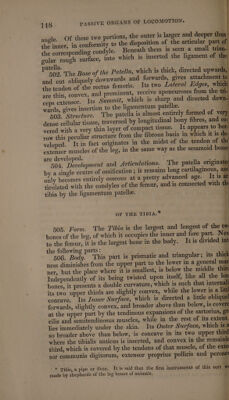 148 PASSIVE ORGANS OF LOCOMOTION.
angle. Of these two portions, the outer is larger and deeper than
the inner, in conformity to the disposition of the articular part of
the corresponding condyle. Beneath them is seen a small trian-
gular rough surface, into which is inserted the ligament of the
patella.
502. The Base of the Patella, which is thick, directed upwards,
and cut obliquely downwards and forwards, gives attachment to
the tendon of the rectus femoris. Its two Lateral Edges, which
are thin, convex, and prominent, receive aponeuroses from the tri-
ceps extensor. Its Summit, which is sharp and directed down-
wards, gives insertion to the ligamentum patellæ.
503. Structure. The patella is almost entirely formed of very
dense cellular tissue, traversed by longitudinal bony fibres, and co-
vered with a very thin layer of compact tissue. It appears to bor-
row this peculiar structure from the fibrous basis in which it is de-
veloped. It in fact originates in the midst of the tendon of the
extensor muscles of the leg, in the same way as the sesamoid bones
are developed.
504. Development and Articulations. The patella originates
by a single centre of ossification; it remains long cartilaginous, and
only becomes entirely osseous at a pretty advanced age. It is ar-
ticulated with the condyles of the femur, and is connected with the
tibia by the ligamentum patellæ.
OF THE TIBIA.*
505. Form. The Tibia is the largest and longest of the two
bones of the leg, of which it occupies the inner and fore part. Next
to the femur, it is the largest bone in the body. It is divided into
the following parts:
506. Body. This part is prismatic and triangular; its thick-
ness diminishes from the upper part to the lower in a general man-
ner, but the place where it is smallest, is below the middle third.
Independently of its being twisted upon itself, like all the long
bones, it presents a double curvature, which is such that internally
its two upper thirds are slightly convex, while the lower is a little
concave. Its Inner Surface, which is directed a little obliquely
forwards, slightly convex, and broader above than below, is covered
at the upper part by the tendinous expansions of the sartorius, gra-
cilis and semitendinosus muscles, while in the rest of its extent, it
lies immediately under the skin. Its Outer Surface, which is al-
so broader above than below, is concave in its two upper thirds,
where the tibialis anticus is inserted, and convex in the remaining
third, which is covered by the tendons of that muscle, of the exten-
sor communis digitorum, extensor proprius pollicis and peroneus
* Tibia, a pipe or flute. It is said that the first instruments of this sort were
made by shepherds of the leg bones of animals.